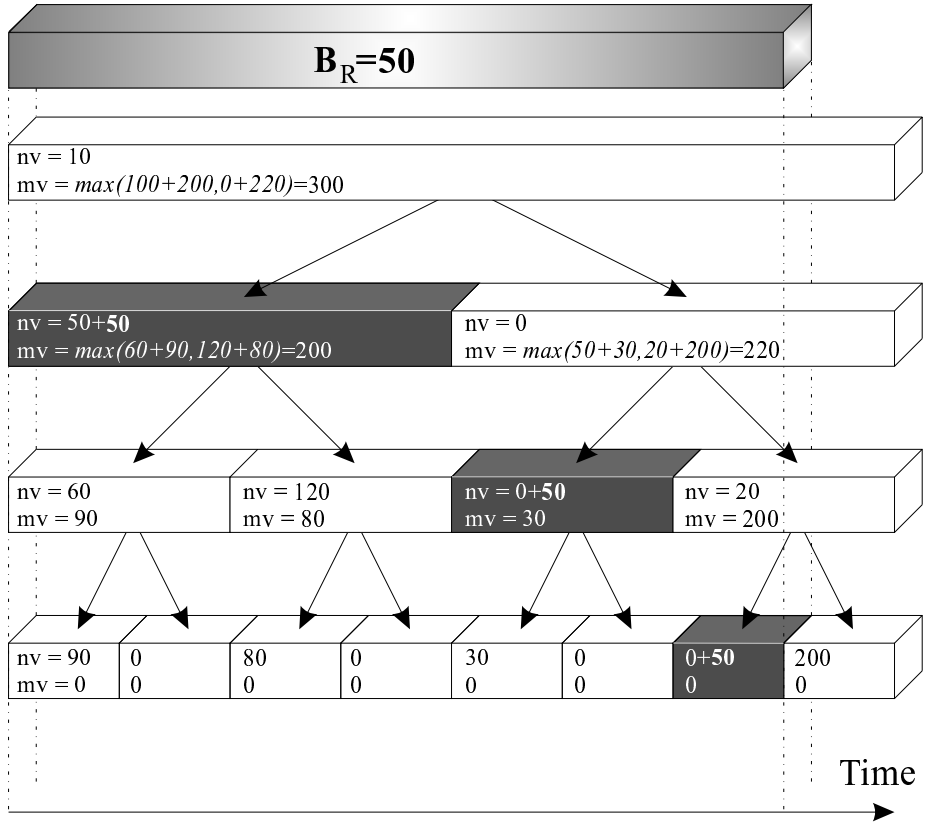 B_R=50
nv = 10
mv = max(100+200,0+220)=300
nv = 50+50
mv = max(60+90,120+80)=200
nv = 0
mv = max(50+30,20+200)=220
nv = 60
mv = 90
nv = 120
mv = 80
nv = 0+50
mv = 30
nv = 20
mv = 200
nv = 90
mv = 0
0
0
80
0
0
0
30
0
0
0
0+50
0
200
0
Time